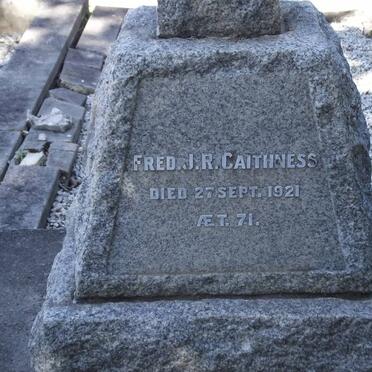 FRED. J. R. CAITHNESS
DIED 27 SEPT. 1921
ÆT. 71.